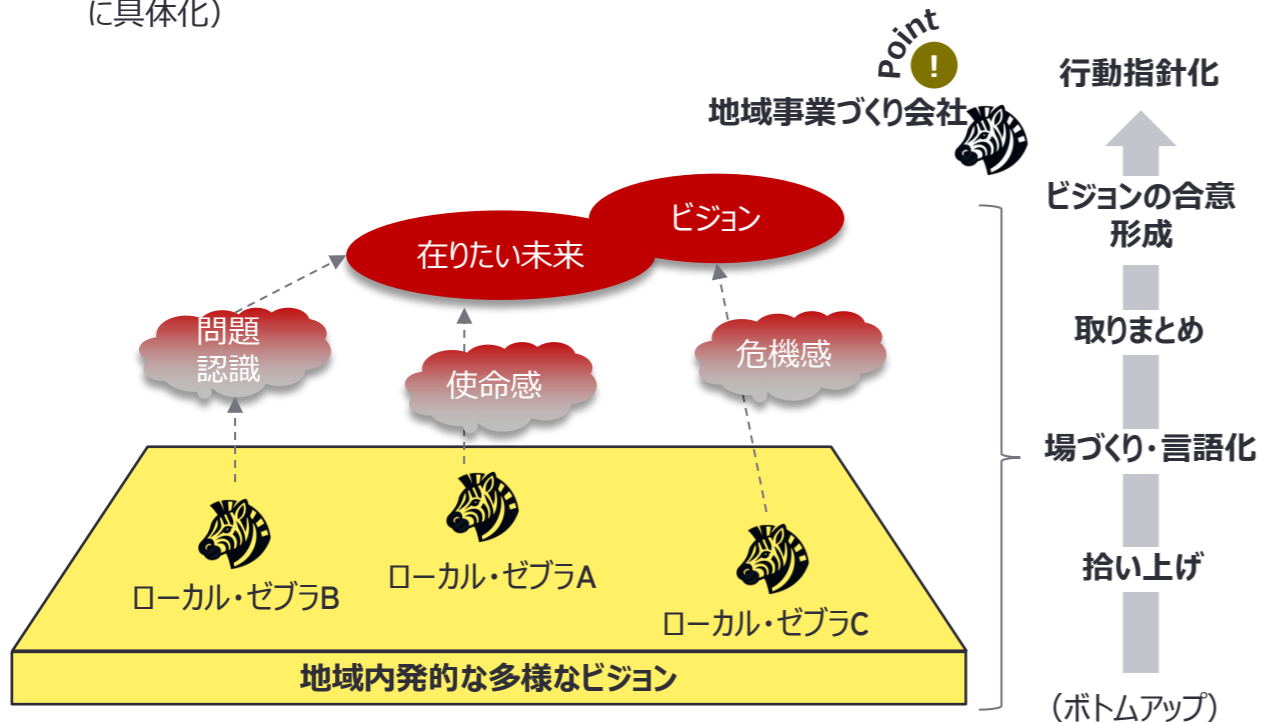 に具体化）
Point
!
地域事業づくり会社
行動指針化
ビジョンの合意
形成
ビジョン
在りたい未来
取りまとめ
問題
認識
使命感
危機感
場づくり・言語化
拾い上げ
ローカル・ゼブラB
ローカル・ゼブラA
ローカル・ゼブラC
地域内発的な多様なビジョン
（ボトムアップ）